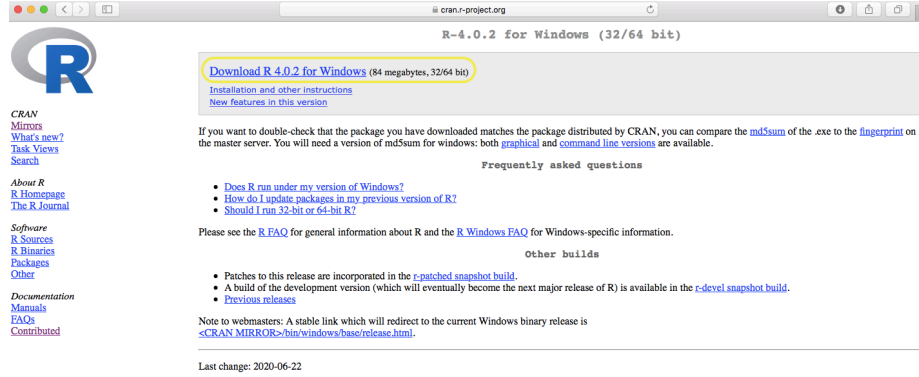 cran.r-project.org
R-4.0.2 for Windows (32/64 bit)
R
Download R 4.0.2 for Windows (84 megabytes, 32/64 bit)
Installation and other instructions
New features in this version
CRAN
Mirrors
What's new?
Task Views
Search
About R
R Homepage
The R Journal
Software
R Sources
R Binaries
Packages
Other
Documentation
Manuals
FAQs
Contributed
If you want to double-check that the package you have downloaded matches the package distributed by CRAN, you can compare the md5sum of the .exe to the fingerprint on
the master server. You will need a version of md5sum for windows: both graphical and command line versions are available.
Frequently asked questions
• Does R run under my version of Windows?
• How do I update packages in my previous version of R?
• Should I run 32-bit or 64-bit R?
Please see the R FAQ for general information about R and the R Windows FAQ for Windows-specific information.
Other builds
• Patches to this release are incorporated in the r-patched snapshot build.
• A build of the development version (which will eventually become the next major release of R) is available in the r-devel snapshot build.
• Previous releases
Note to webmasters: A stable link which will redirect to the current Windows binary release is
<CRAN MIRROR>/bin/windows/base/release.html.
Last change: 2020-06-22